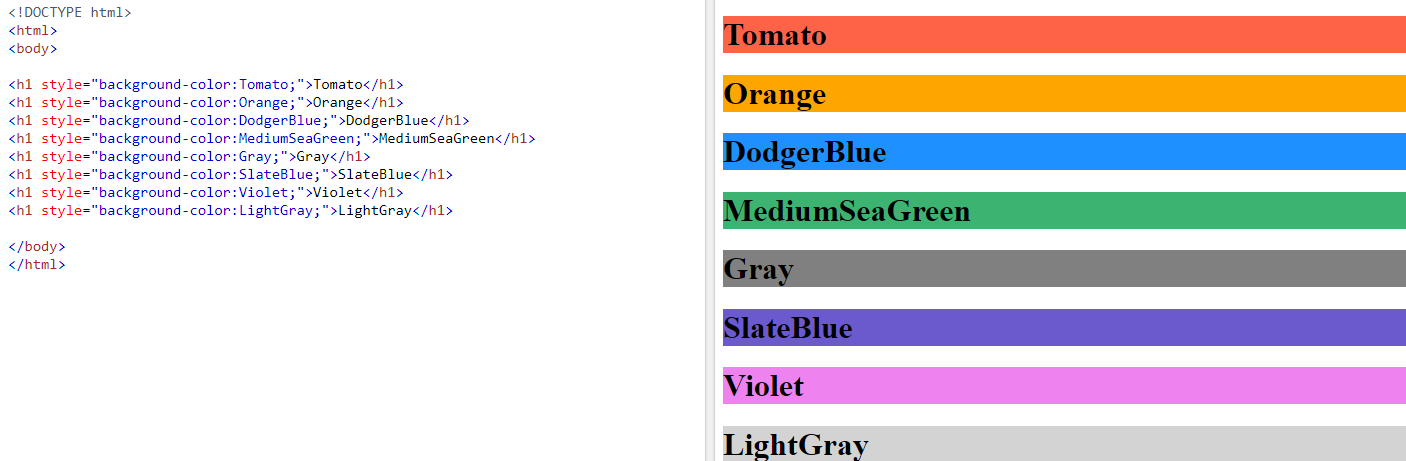 <!DOCTYPE html>
<html>
<body>
<h1 style="background-color:Tomato;">Tomato</h1>
<h1 style="background-color:Orange;">Orange</h1>
<h1 style="background-color:DodgerBlue;">DodgerBlue</h1>
<h1 style="background-color:MediumSeaGreen;">MediumSeaGreen</h1>
<h1 style="background-color:Gray;">Gray</h1>
<h1 style="background-color:SlateBlue;">SlateBlue</h1>
<h1 style="background-color:Violet;">Violet</h1>
<h1 style="background-color:LightGray;">LightGray</h1>
</body>
</html>
Tomato
Orange
DodgerBlue
MediumSeaGreen
Gray
SlateBlue
Violet
LightGray